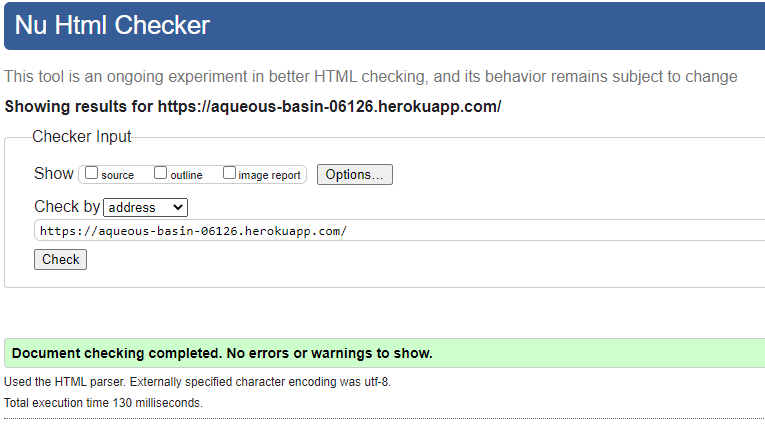 Nu Html Checker
This tool is an ongoing experiment in better HTML checking, and its behavior remains subject to change
Showing results for https://aqueous-basin-06126.herokuapp.com/
Checker Input
Show source outline image report Options...
Check by address
https://aqueous-basin-06126.herokuapp.com/
Check
Document checking completed. No errors or warnings to show.
Used the HTML parser. Externally specified character encoding was utf-8.
Total execution time 130 milliseconds.